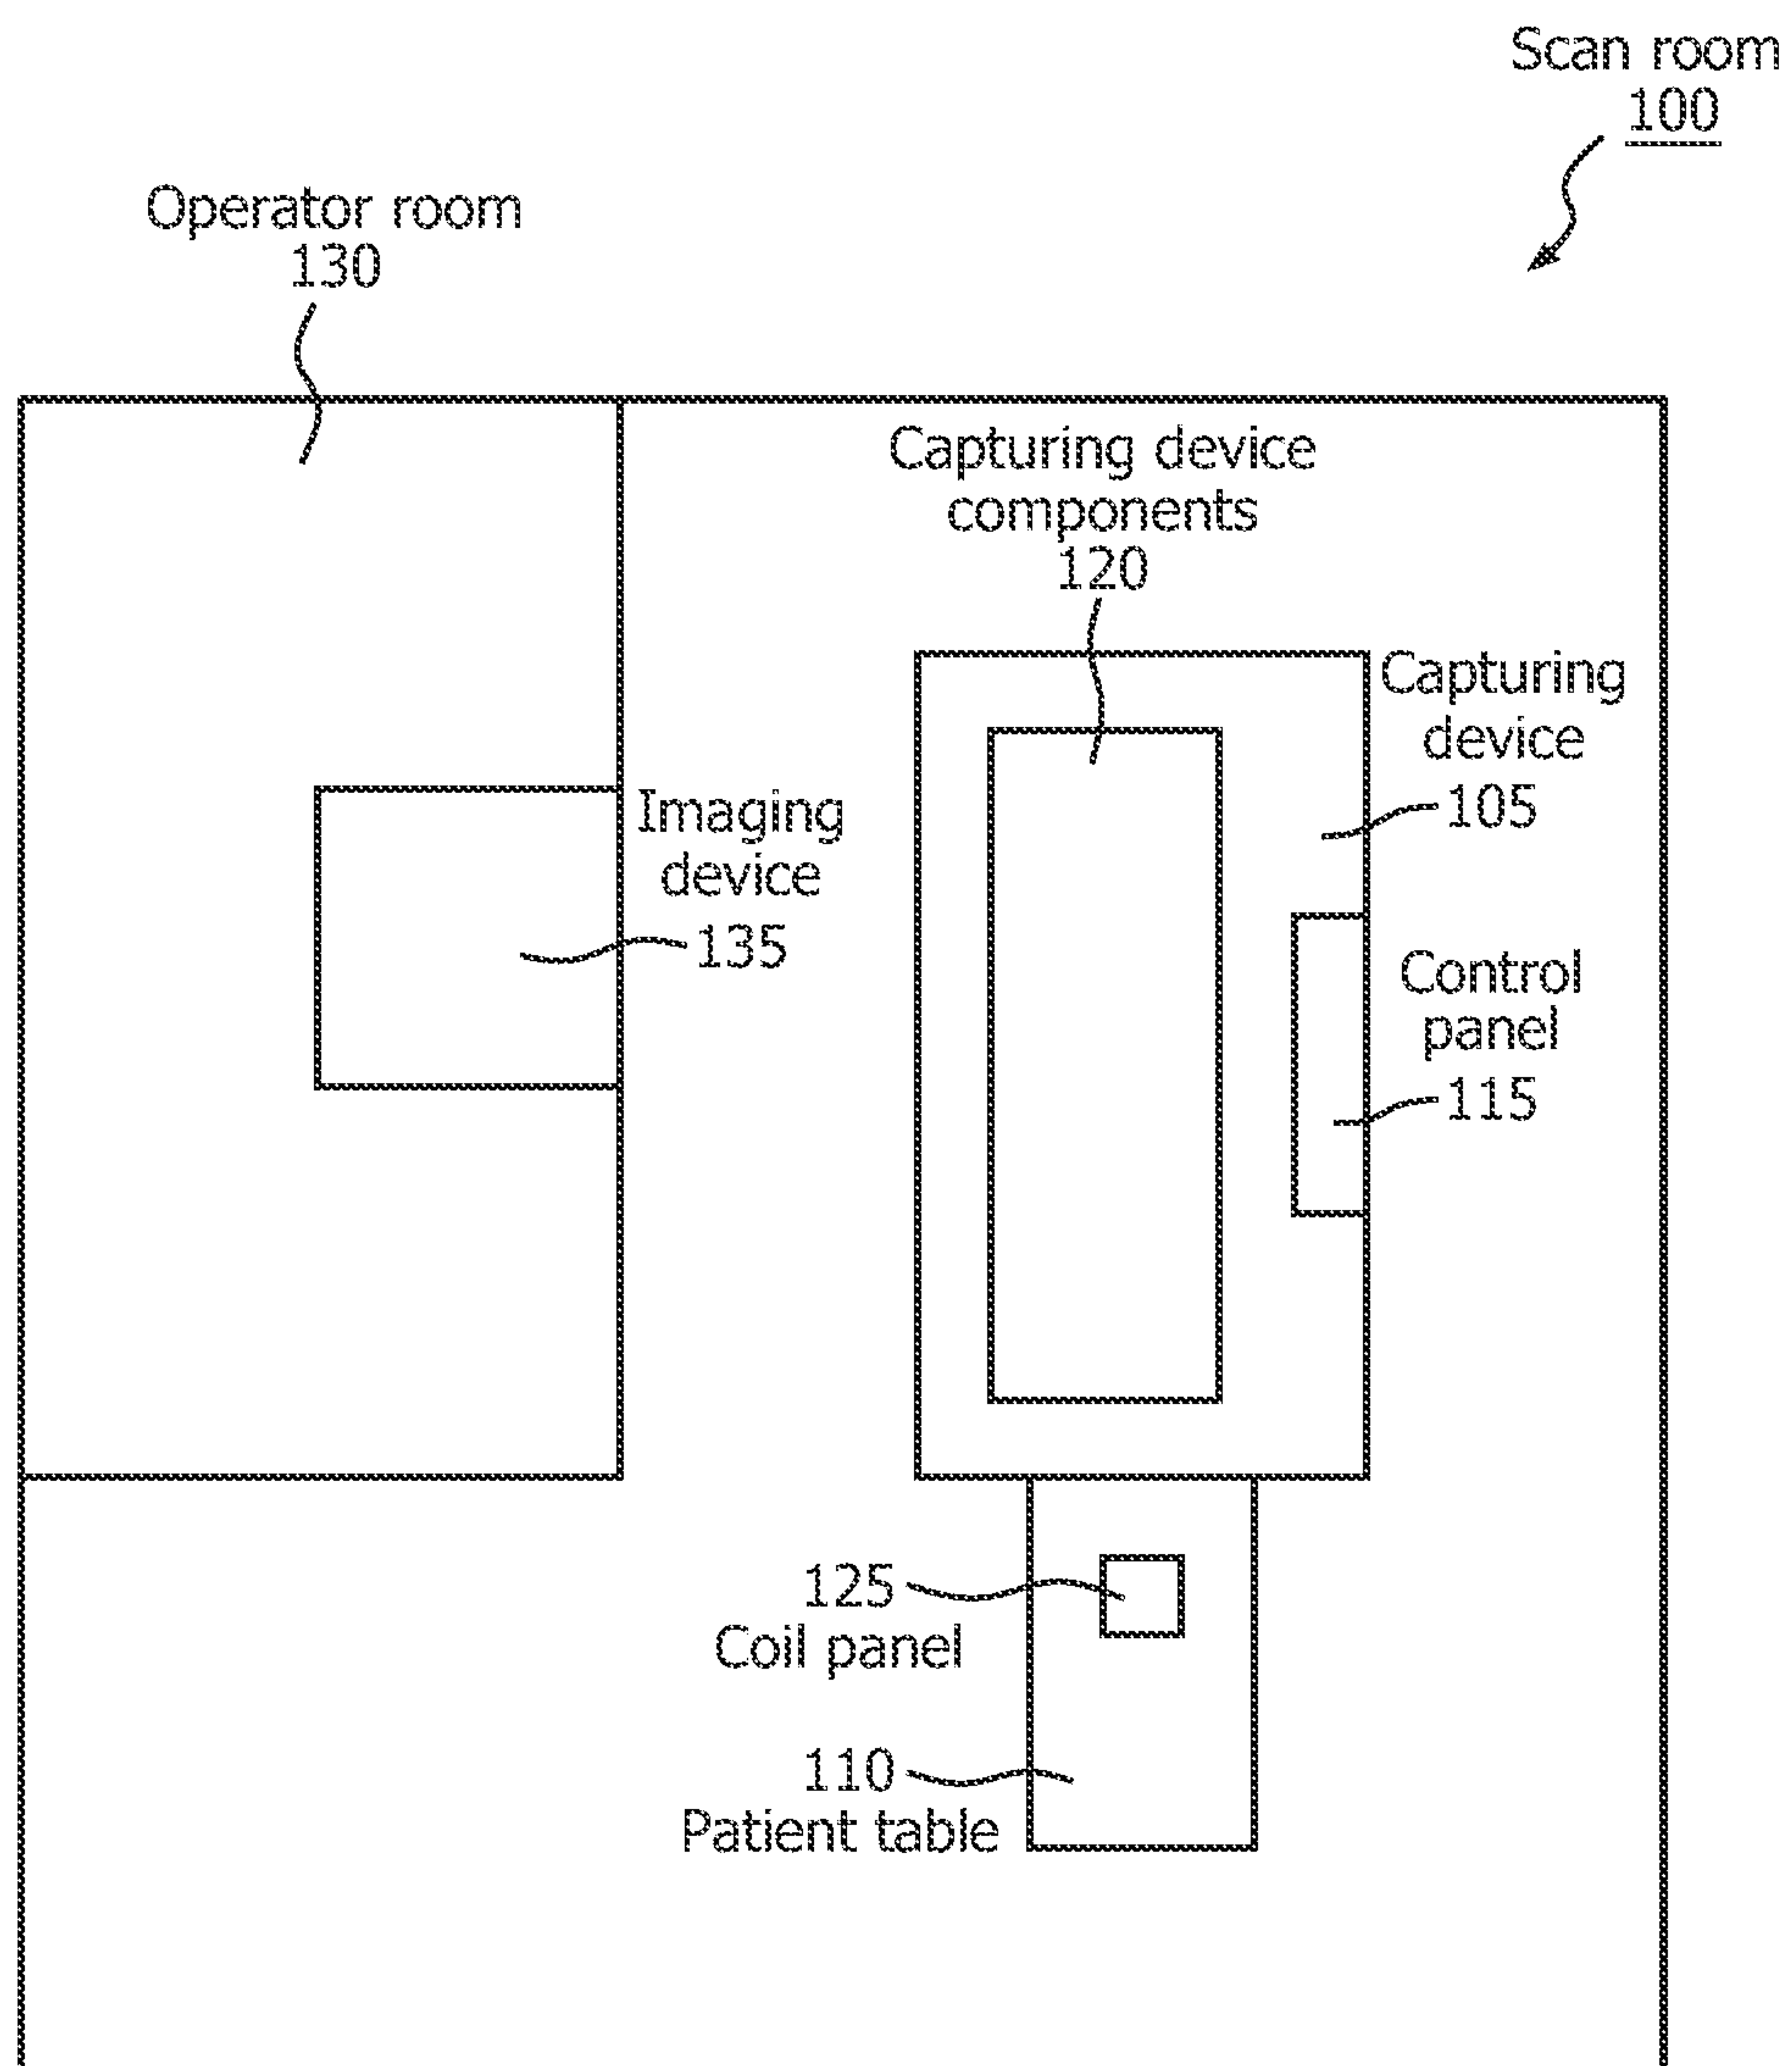 Scan room
100
Operator room
130
Capturing device
components
120
Capturing
device
105
Imaging
device
135
Control
panel
115
125
Coil panel
110
Patient table